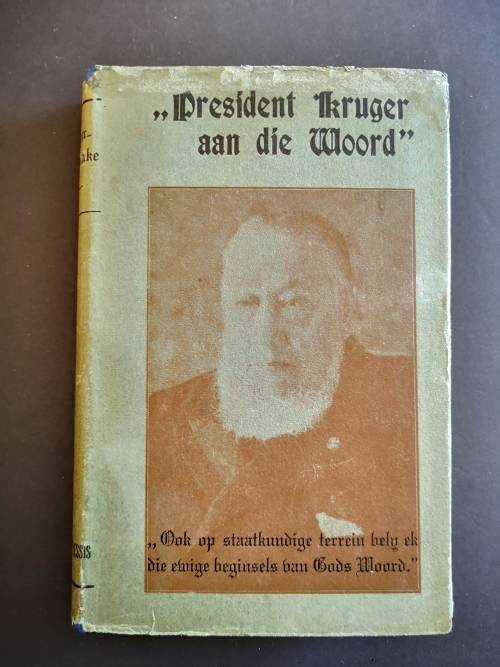 „President Kruger
aan die Woord”
„Ook op staatkundige terrein bely ek
die ewige beginsels van Gods Woord.”